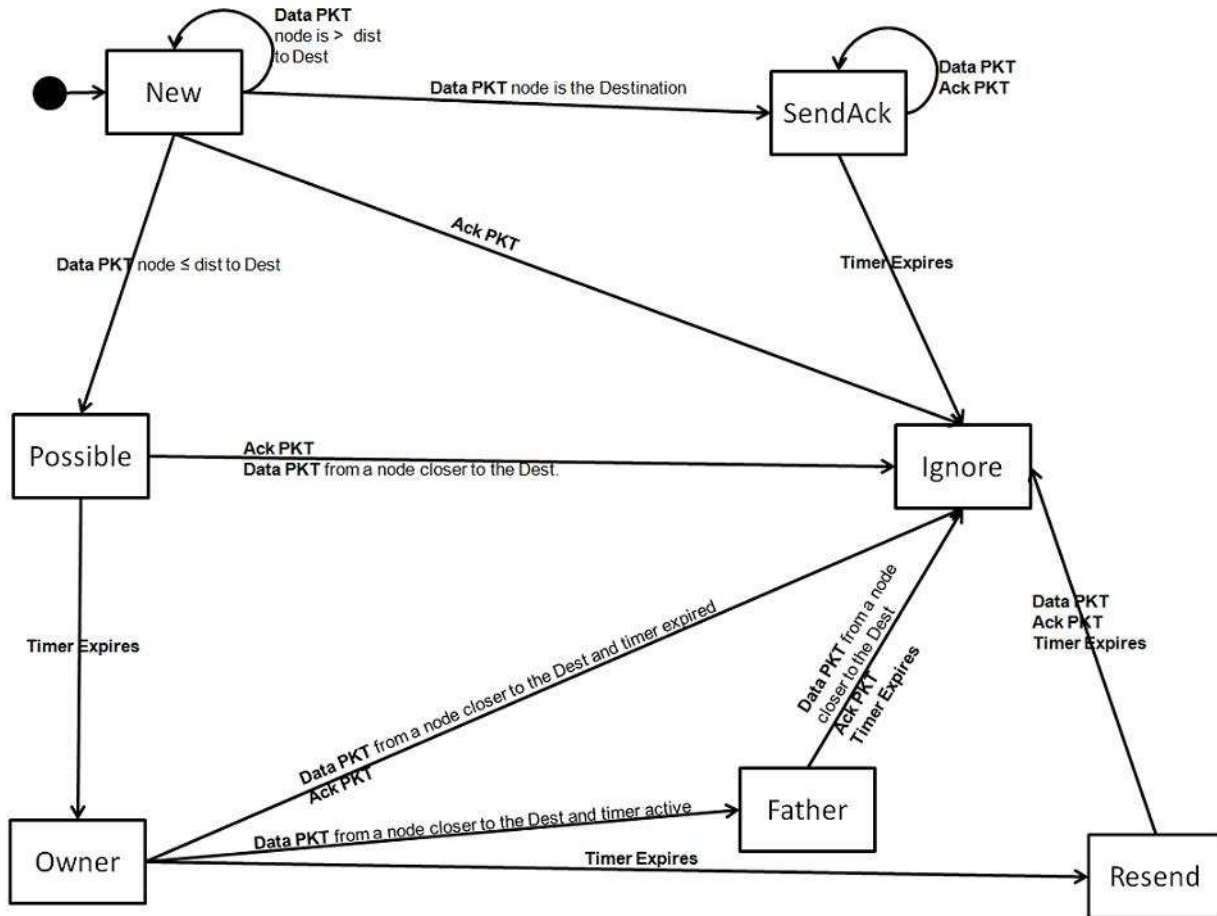 Data PKT
node is > dist
to Dest
New
Data PKT node is the Destination
Data PKT
Ack PKT
SendAck
Ack PKT
Data PKT node ≤ dist to Dest
Timer Expires
Possible
Ack PKT
Data PKT from a node closer to the Dest.
Ignore
Timer Expires
Data PKT from a node closer to the Dest and timer expired
Ack PKT
Data PKT from a node
closer to the Dest
Ack PKT
Timer Expires
Data PKT
Ack PKT
Timer Expires
Father
Data PKT from a node closer to the Dest and timer active
Owner
Timer Expires
Resend